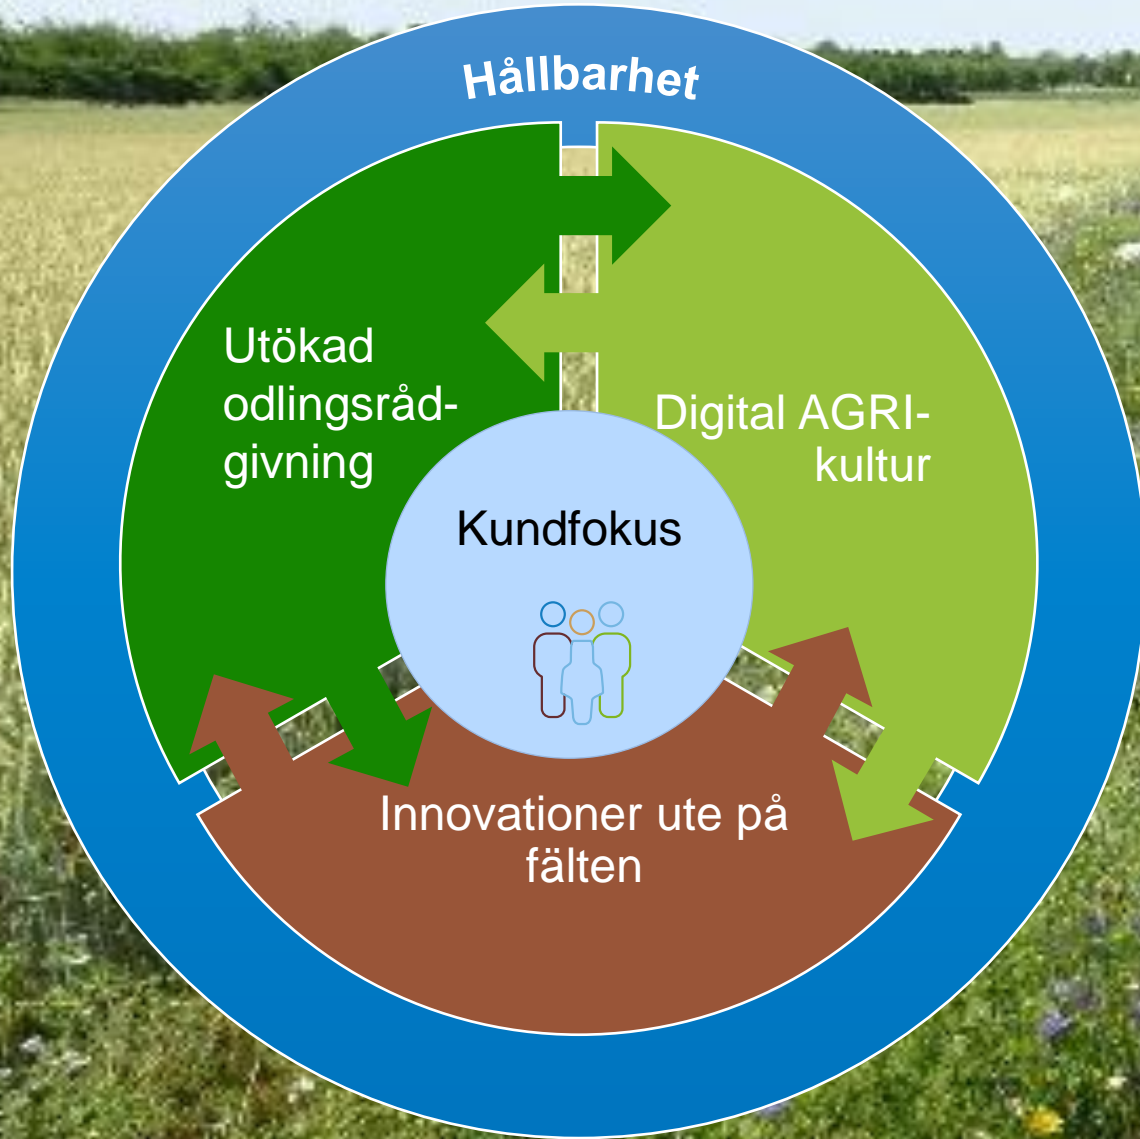 Hållbarhet
Utökad
odlingsråd-
givning
Digital AGRI-
kultur
Kundfokus
Innovationer ute på
fälten